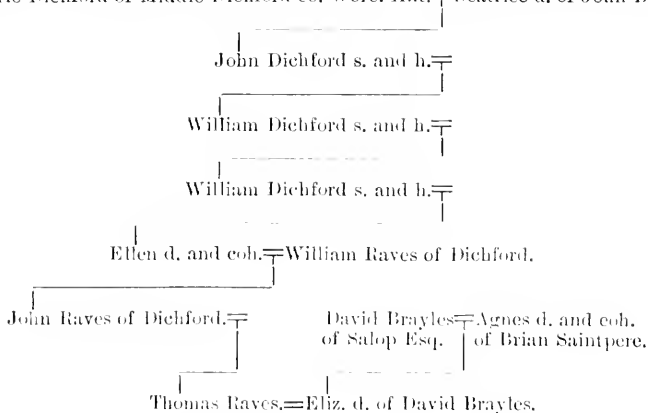 John Dichford s. and h.
William Dichford s. and h.
William Dichford s. and h.
Ellen d. and coh. William Raves of Dichford.
John Raves of Dichford. David Brayles Agnes d. and coh.
of Salop Esq. of Brian Saintpere.
Thomas Raves. = Eliz. d. of David Brayles.